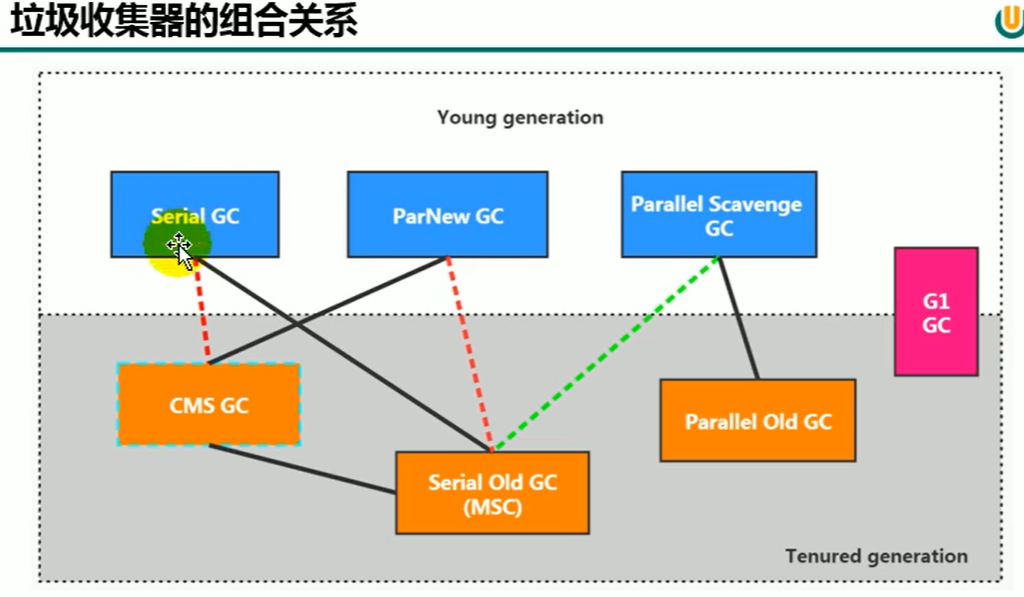 垃圾收集器的组合关系
Young generation
Serial GC
ParNew GC
Parallel Scavenge
GC
G1
GC
CMS GC
Parallel Old GC
Serial Old GC
(MSC)
Tenured generation